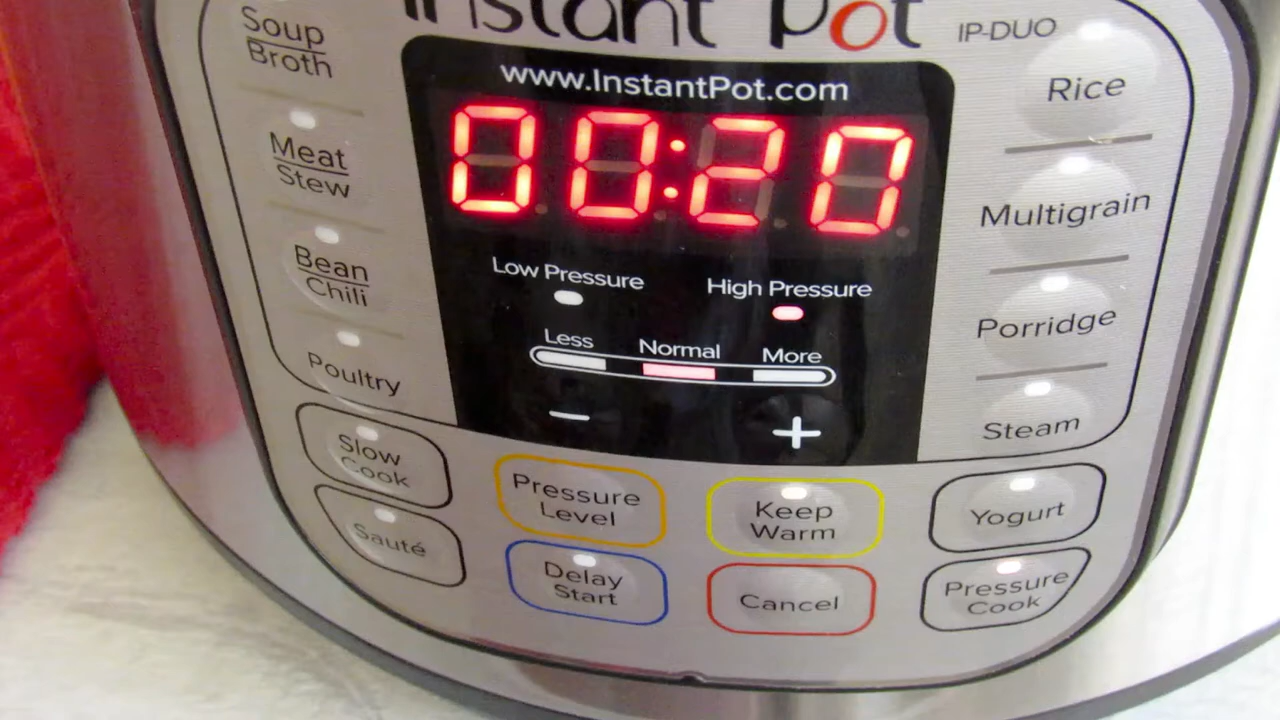 Instant Pot
IP-DUO
www.InstantPot.com
00:20
Low Pressure
High Pressure
Less
Normal
More
−
+
Soup
Broth
Meat
Stew
Bean
Chili
Poultry
Slow
Cook
Sauté
Pressure
Level
Delay
Start
Keep
Warm
Cancel
Rice
Multigrain
Porridge
Steam
Yogurt
Pressure
Cook